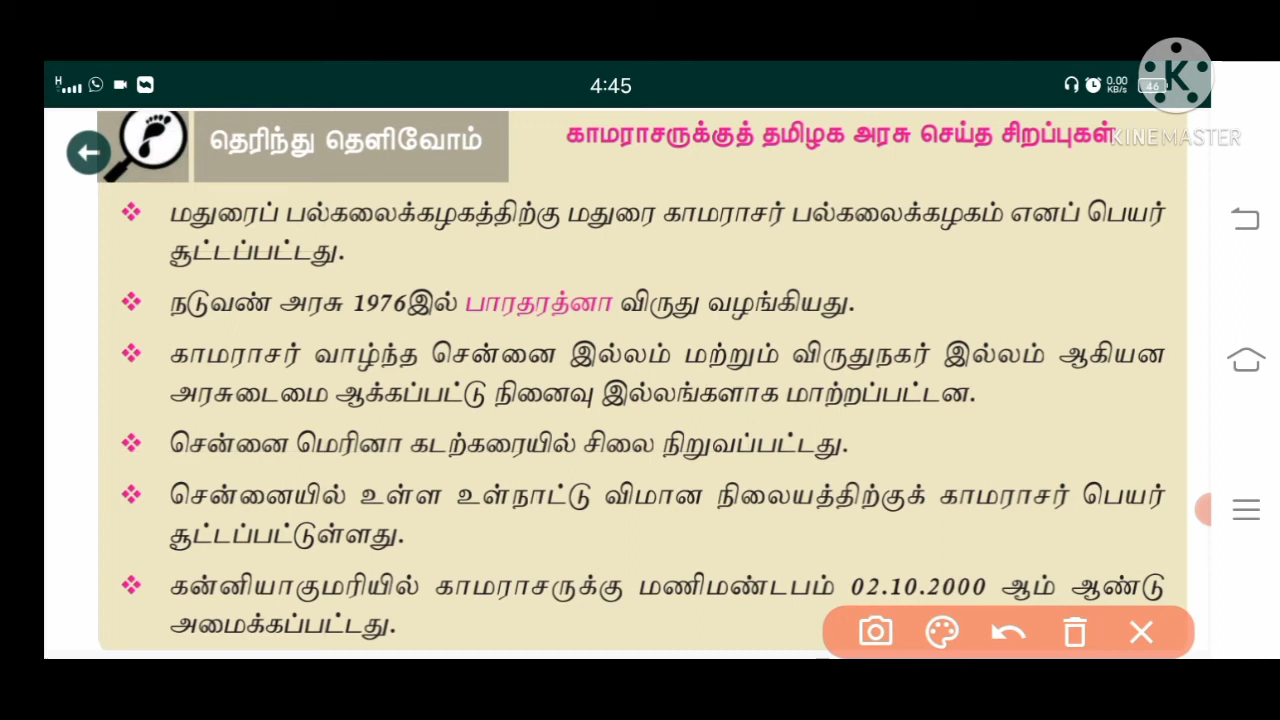 H 4:45 0.00 KB/s 46
K
KINEMASTER
தெரிந்து தெளிவோம்
காமராசருக்குத் தமிழக அரசு செய்த சிறப்புகள்
மதுரைப் பல்கலைக்கழகத்திற்கு மதுரை காமராசர் பல்கலைக்கழகம் எனப் பெயர்
சூட்டப்பட்டது.
நடுவண் அரசு 1976இல் பாரதரத்னா விருது வழங்கியது.
காமராசர் வாழ்ந்த சென்னை இல்லம் மற்றும் விருதுநகர் இல்லம் ஆகியன
அரசுடைமை ஆக்கப்பட்டு நினைவு இல்லங்களாக மாற்றப்பட்டன.
சென்னை மெரினா கடற்கரையில் சிலை நிறுவப்பட்டது.
சென்னையில் உள்ள உள்நாட்டு விமான நிலையத்திற்குக் காமராசர் பெயர்
சூட்டப்பட்டுள்ளது.
கன்னியாகுமரியில் காமராசருக்கு மணிமண்டபம் 02.10.2000 ஆம் ஆண்டு
அமைக்கப்பட்டது.